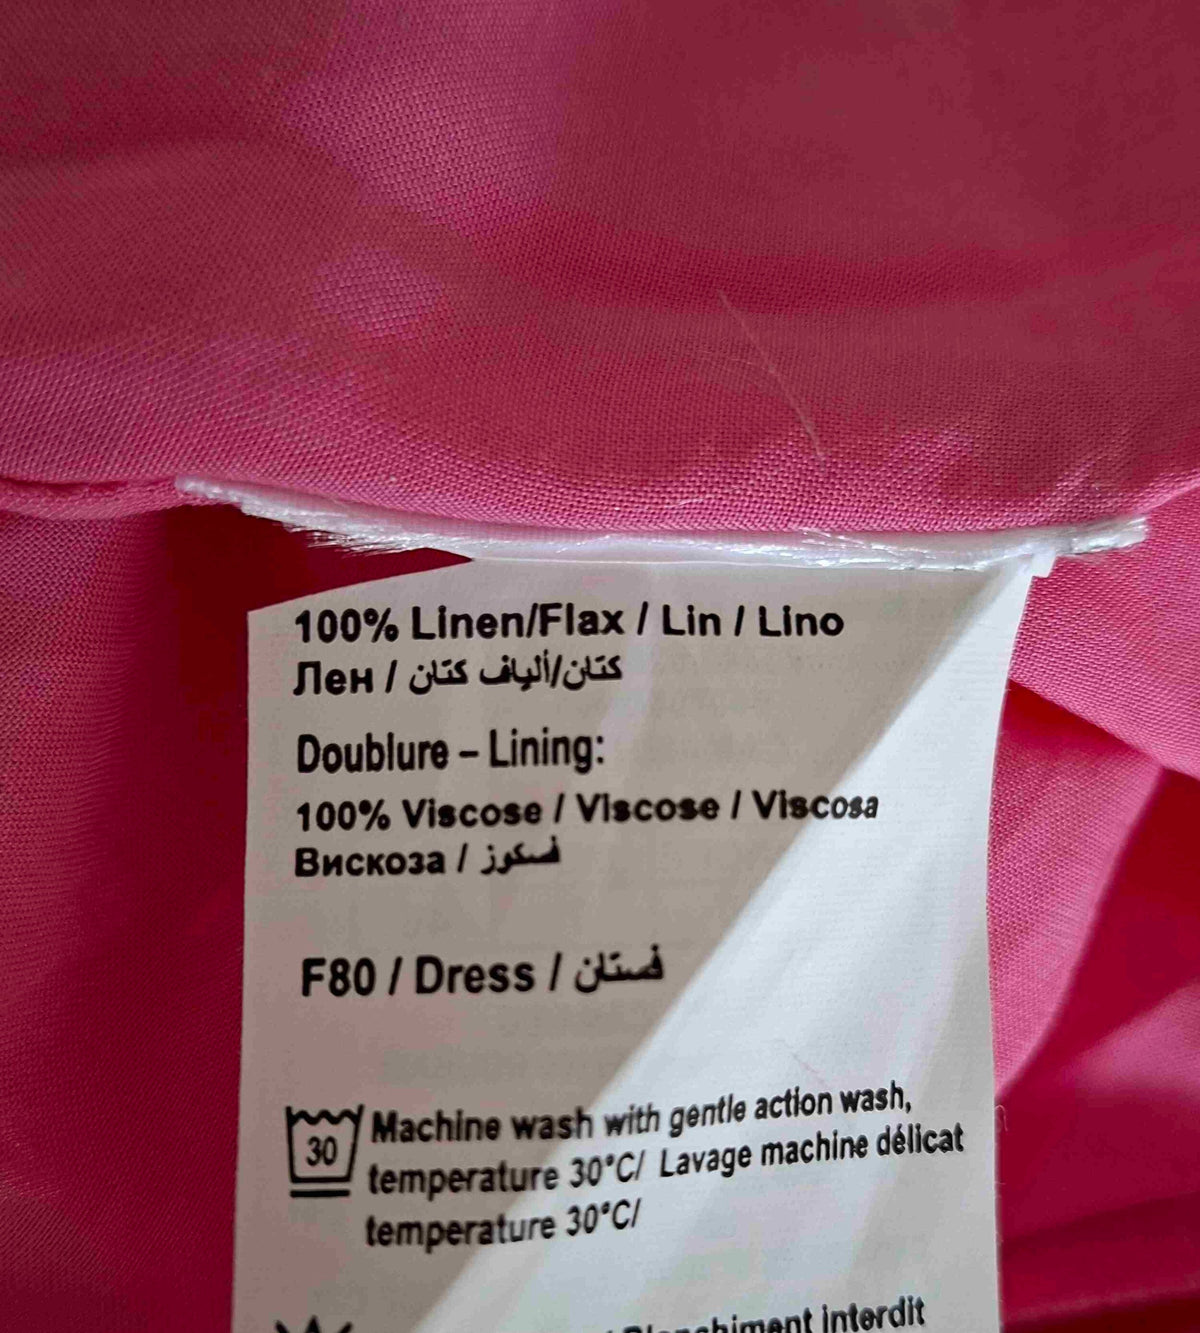 100% Linen/Flax / Lin / Lino
Лен / كتان/ألياف كتان
Doublure – Lining:
100% Viscose / Viscose / Viscosa
Вискоза / فسكوز
F80 / Dress / فستان
30
Machine wash with gentle action wash,
temperature 30°C/ Lavage machine délicat
temperature 30°C/
interdit